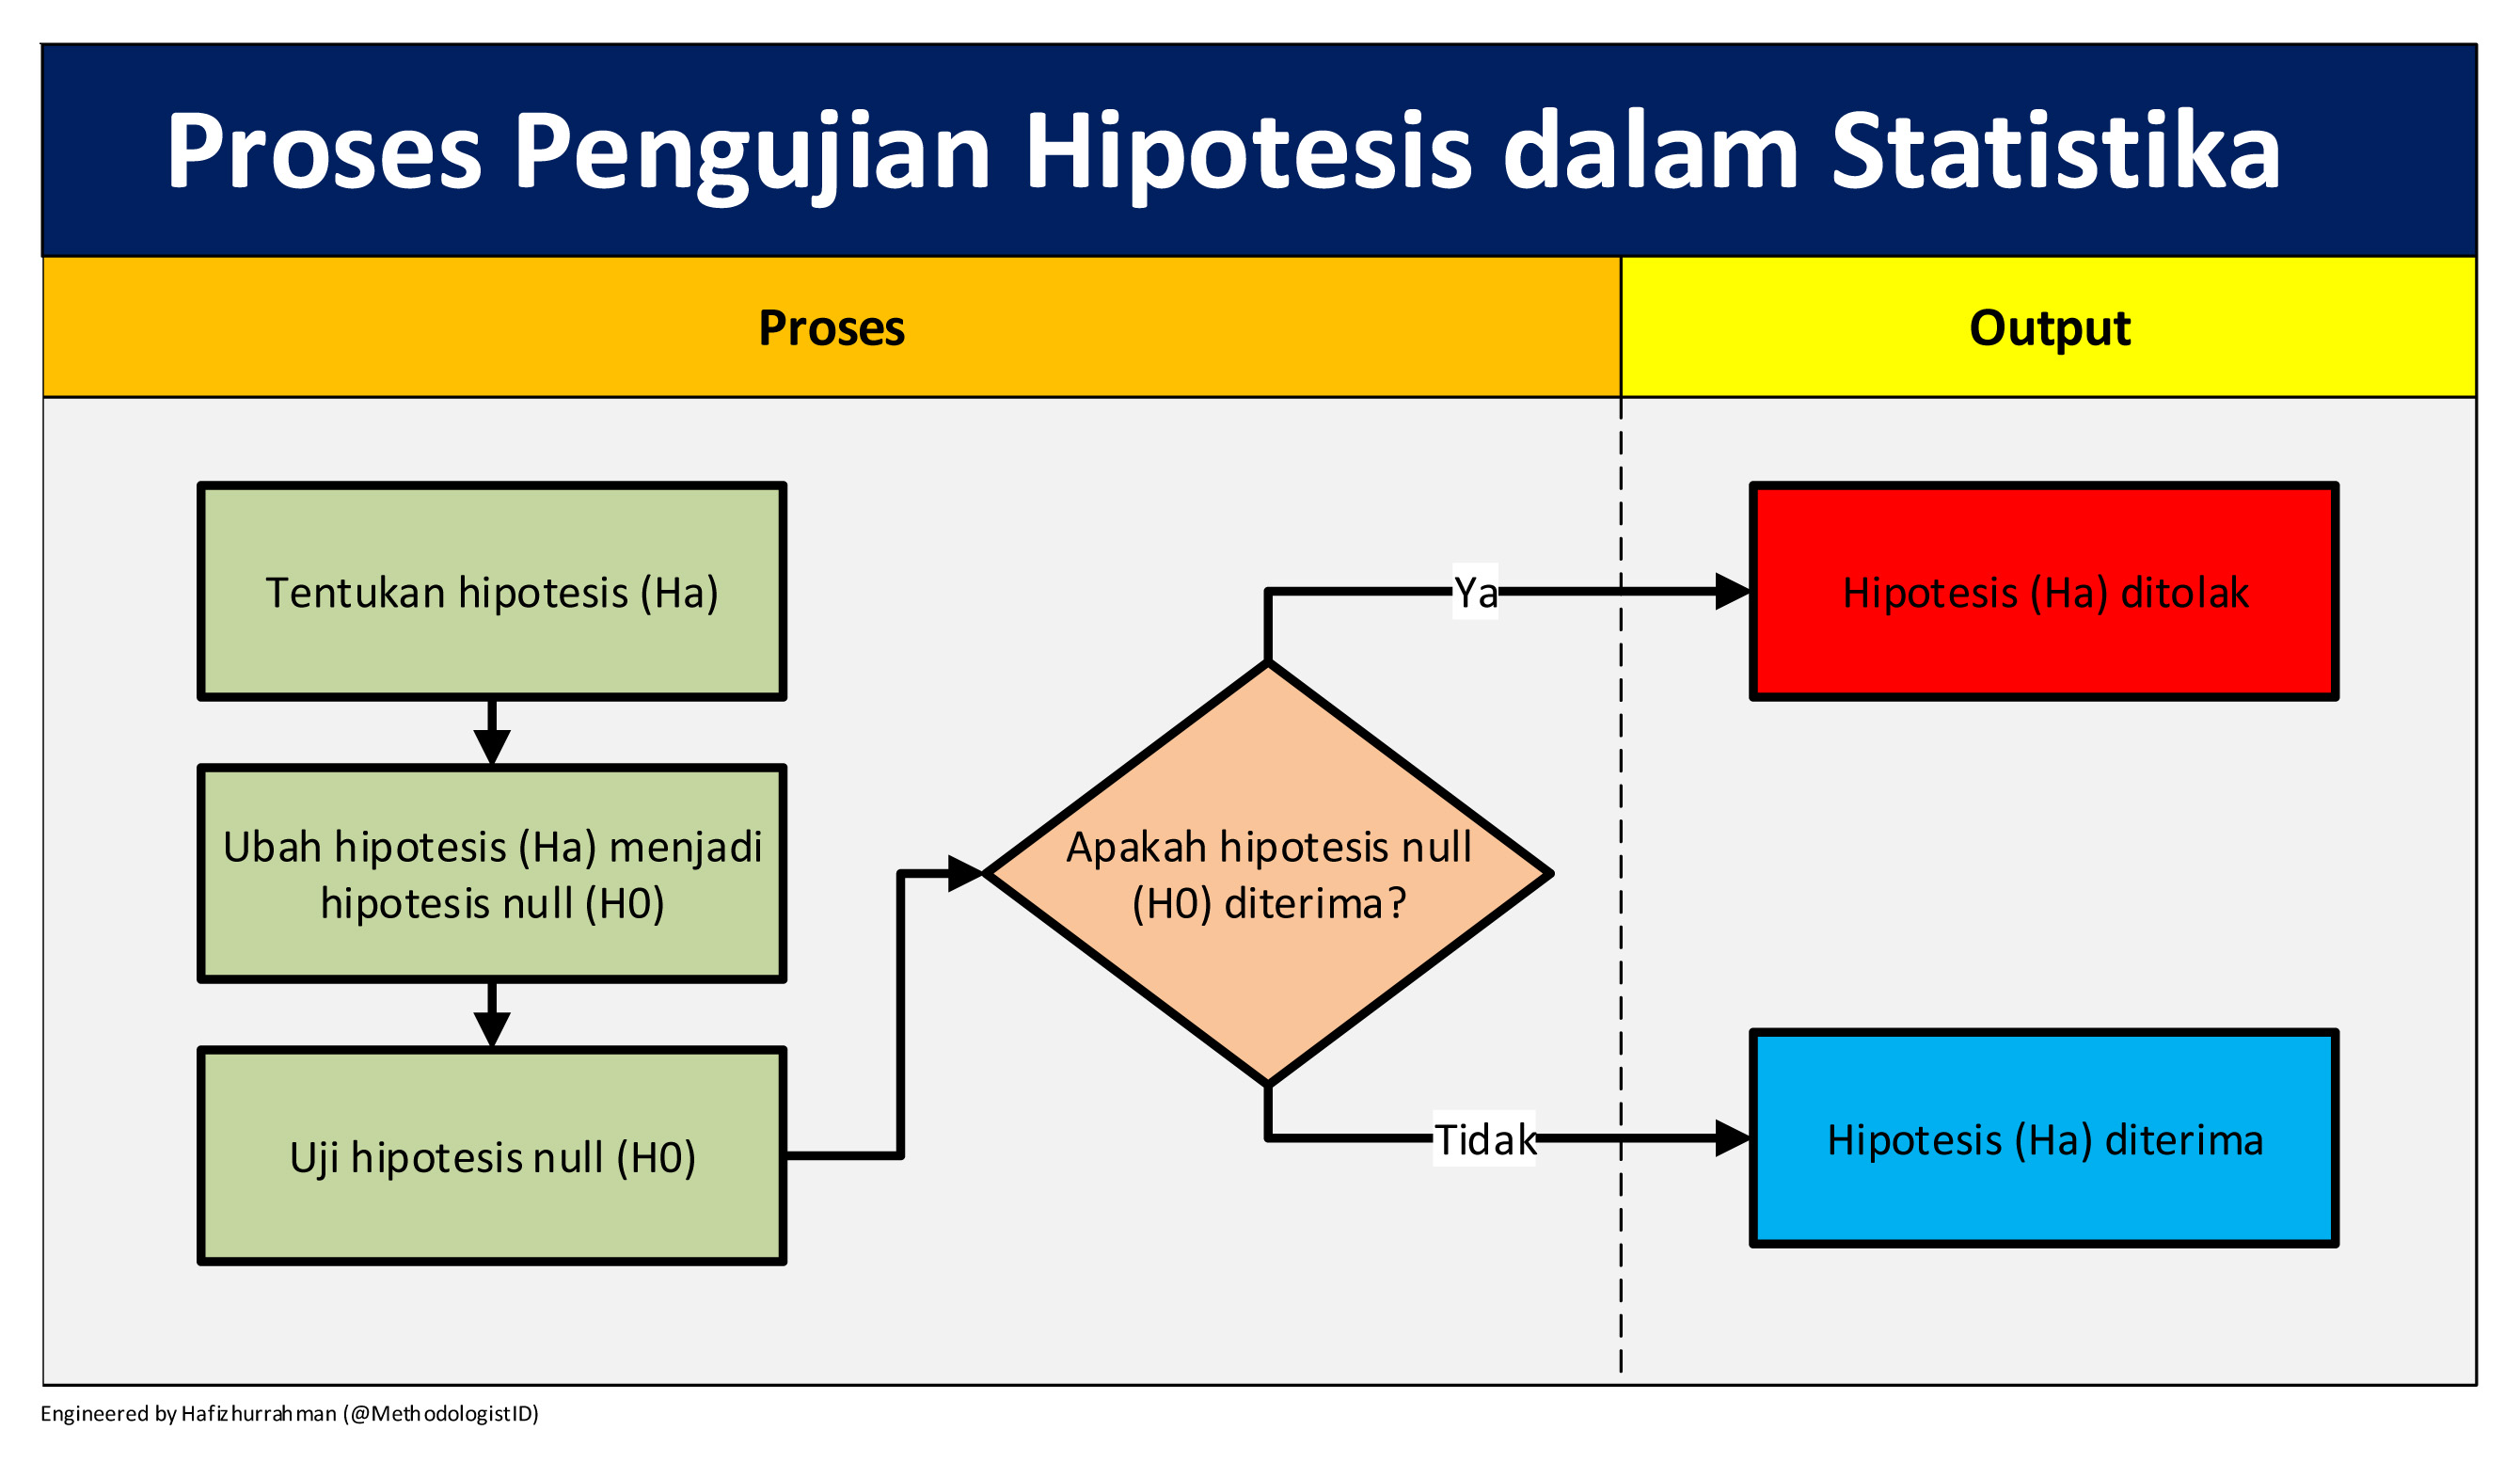 Proses Pengujian Hipotesis dalam Statistika
Proses
Output
Tentukan hipotesis (Ha)
Ubah hipotesis (Ha) menjadi
hipotesis null (H0)
Uji hipotesis null (H0)
Apakah hipotesis null
(H0) diterima?
Ya
Hipotesis (Ha) ditolak
Tidak
Hipotesis (Ha) diterima
Engineered by Hafizhurrahman (@MethodologistID)